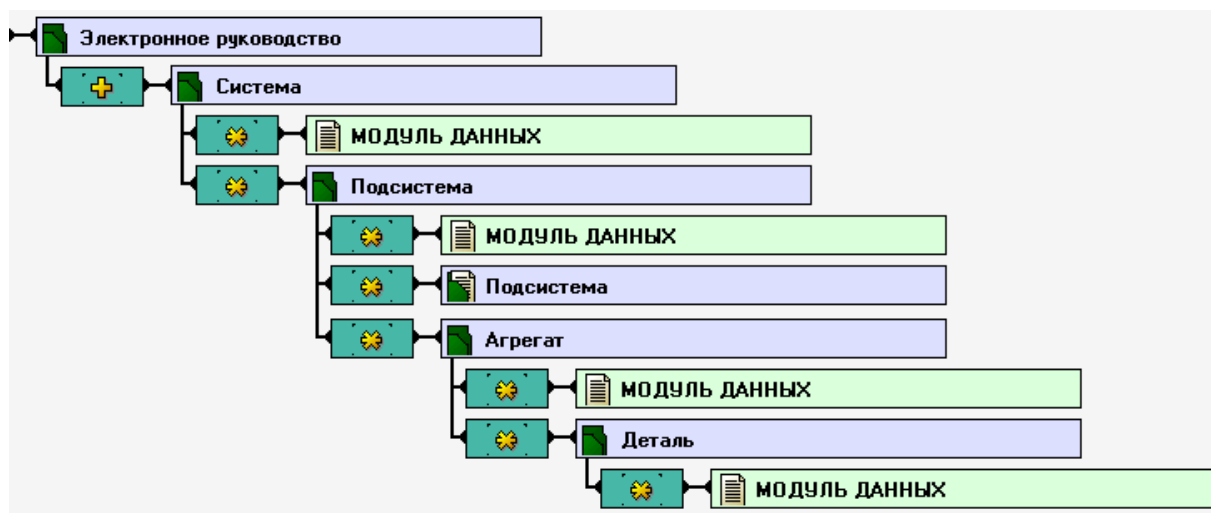 Электронное руководство
Система
МОДУЛЬ ДАННЫХ
Подсистема
МОДУЛЬ ДАННЫХ
Подсистема
Агрегат
МОДУЛЬ ДАННЫХ
Деталь
МОДУЛЬ ДАННЫХ